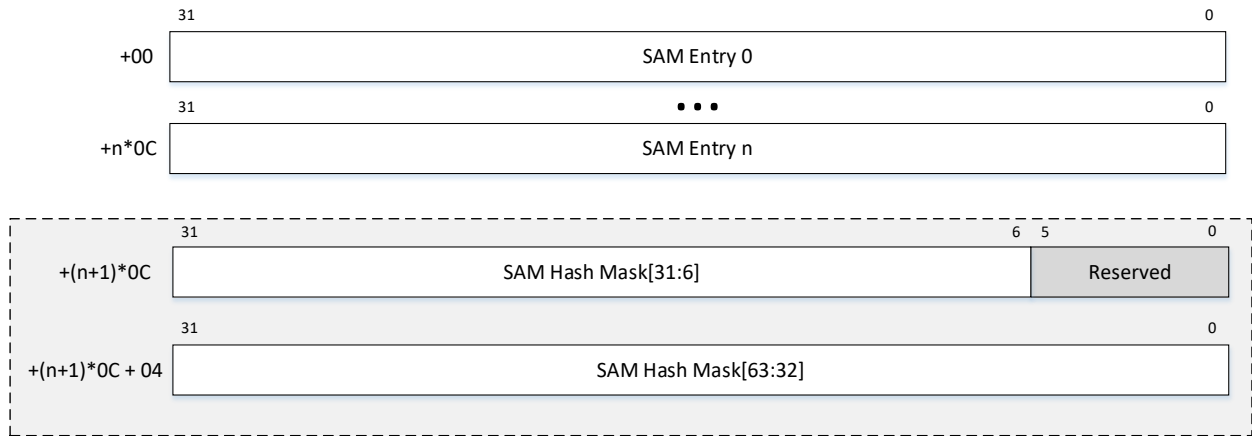 31 0
+00 SAM Entry 0
31 ... 0
+n*0C SAM Entry n
31 6 5 0
+(n+1)*0C SAM Hash Mask[31:6] Reserved
31 0
+(n+1)*0C + 04 SAM Hash Mask[63:32]